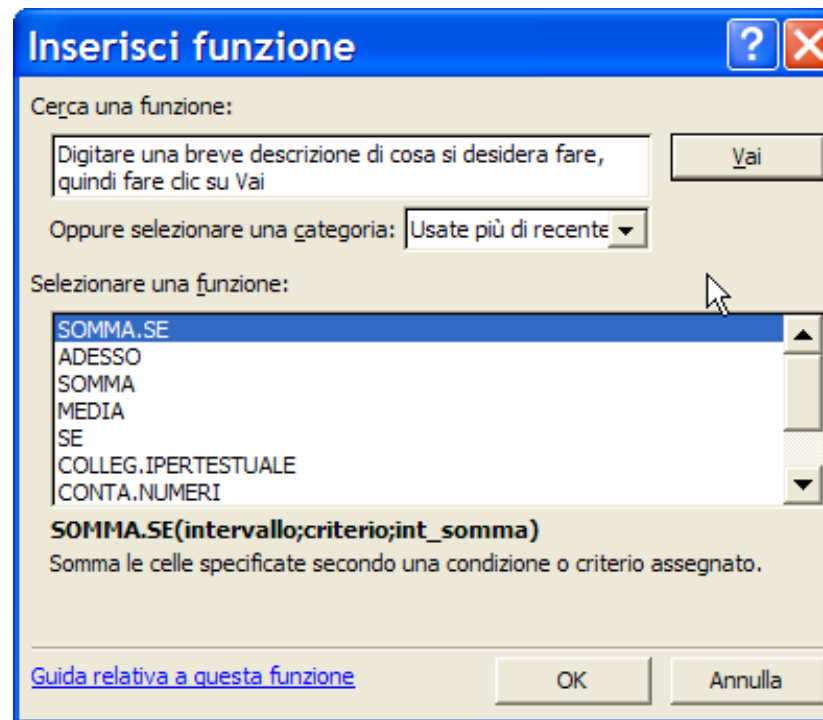 Inserisci funzione
Cerca una funzione:
Digitare una breve descrizione di cosa si desidera fare,
quindi fare clic su Vai
Vai
Oppure selezionare una categoria: Usate più di recente
Selezionare una funzione:
SOMMA.SE
ADESSO
SOMMA
MEDIA
SE
COLLEG.IPERTESTUALE
CONTA.NUMERI
SOMMA.SE(intervallo;criterio;int_somma)
Somma le celle specificate secondo una condizione o criterio assegnato.
Guida relativa a questa funzione
OK
Annulla